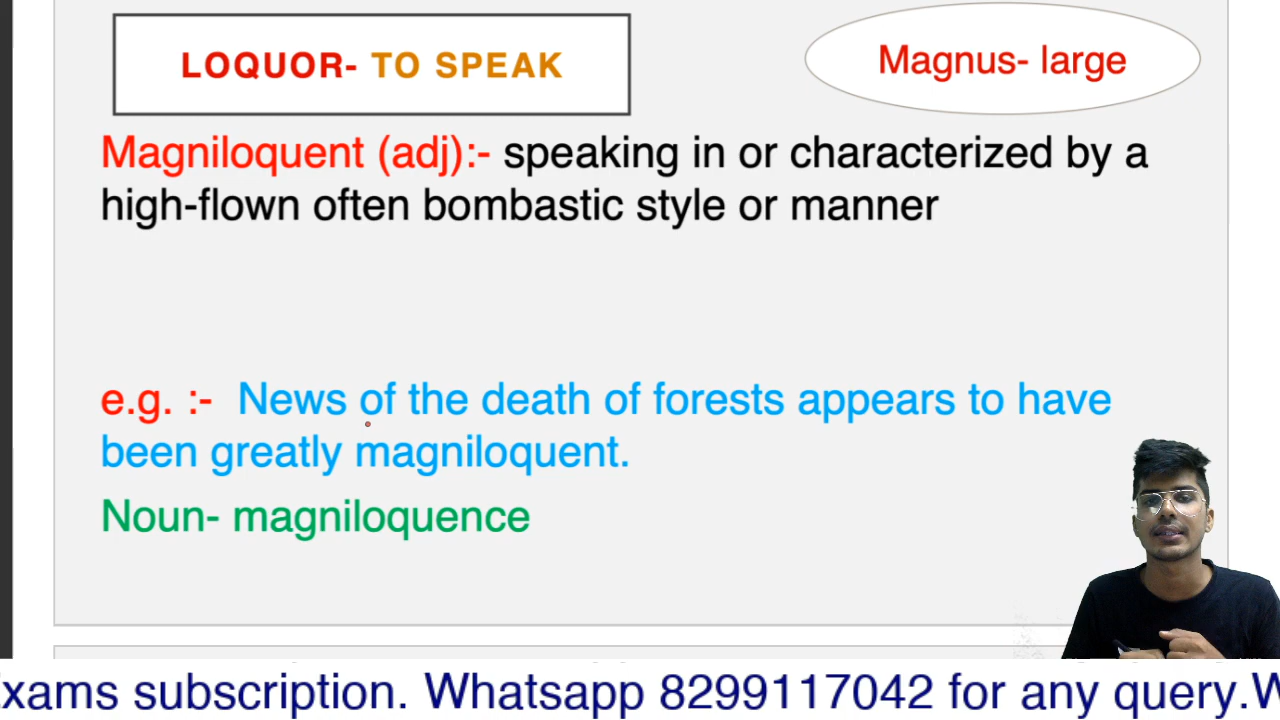 LOQUOR- TO SPEAK
Magnus- large
Magniloquent (adj):- speaking in or characterized by a
high-flown often bombastic style or manner
e.g. :- News of the death of forests appears to have
been greatly magniloquent.
Noun- magniloquence
Exams subscription. Whatsapp 8299117042 for any query.W